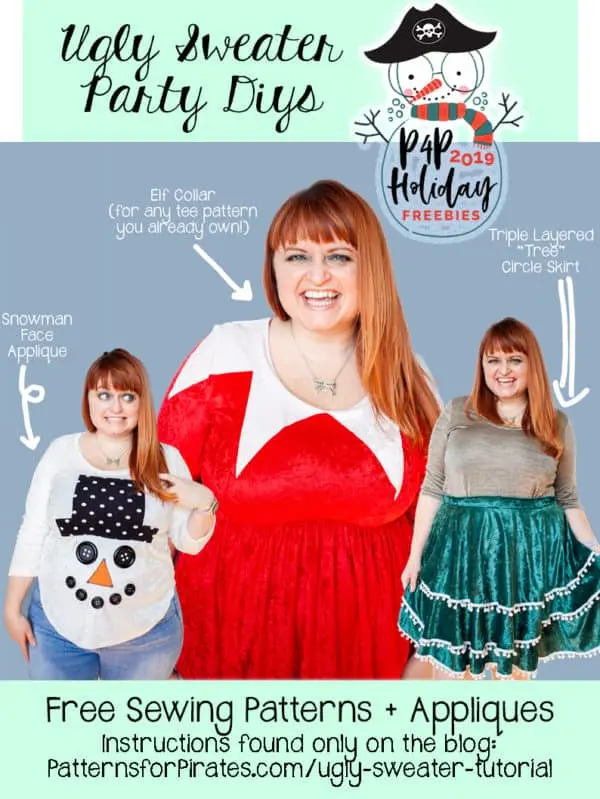 Ugly Sweater
Party Diys
P4P
2019
Holiday
FREEBIES
Elf Collar
(for any tee pattern
you already own!)
Triple Layered
"Tree"
Circle Skirt
Snowman
Face
Applique
Free Sewing Patterns + Appliques
Instructions found only on the blog:
PatternsforPirates.com/ugly-sweater-tutorial